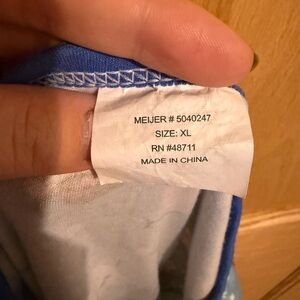 MEIJER # 5040247
SIZE: XL
RN #48711
MADE IN CHINA